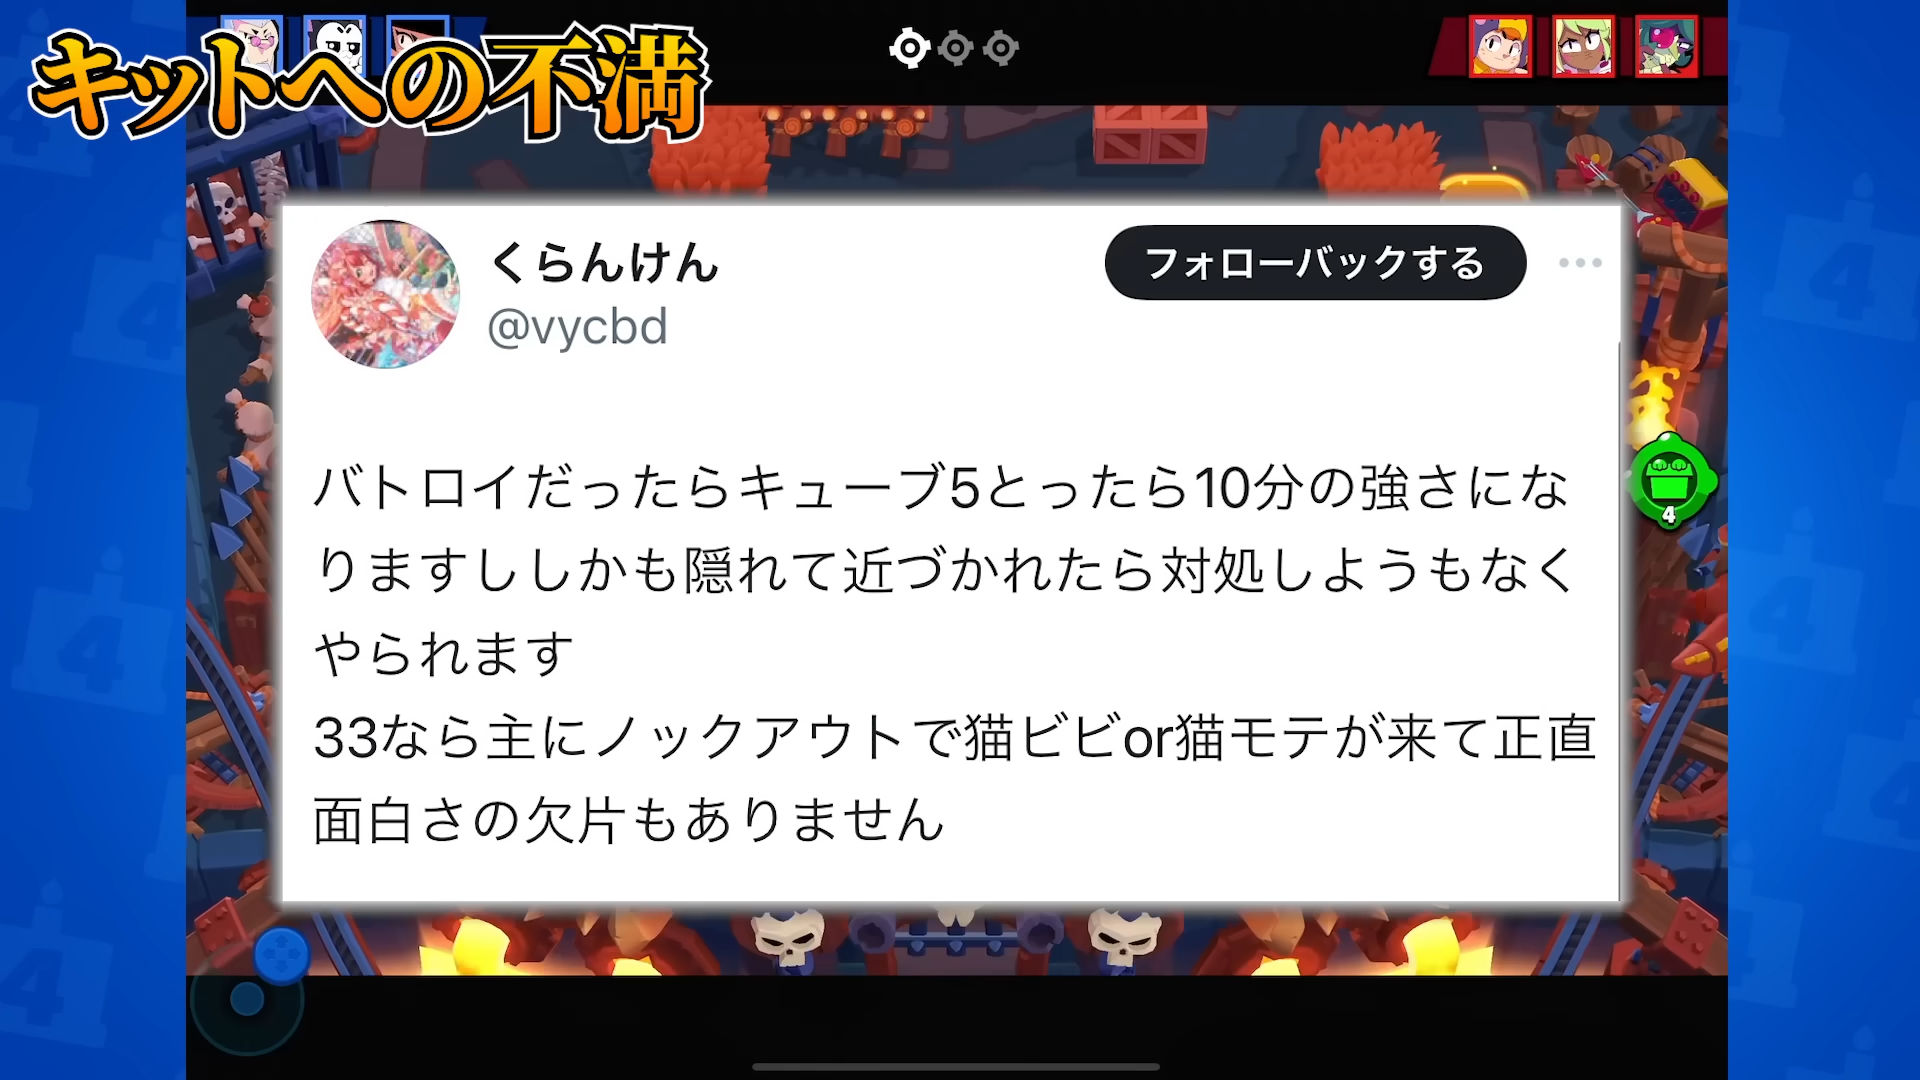 キットへの不満
くらんけん
フォローバックする
@vycbd
バトロイだったらキューブ5とったら10分の強さにな
りますししかも隠れて近づかれたら対処しようもなく
やられます
33なら主にノックアウトで猫ビビor猫モテが来て正直
面白さの欠片もありません
4